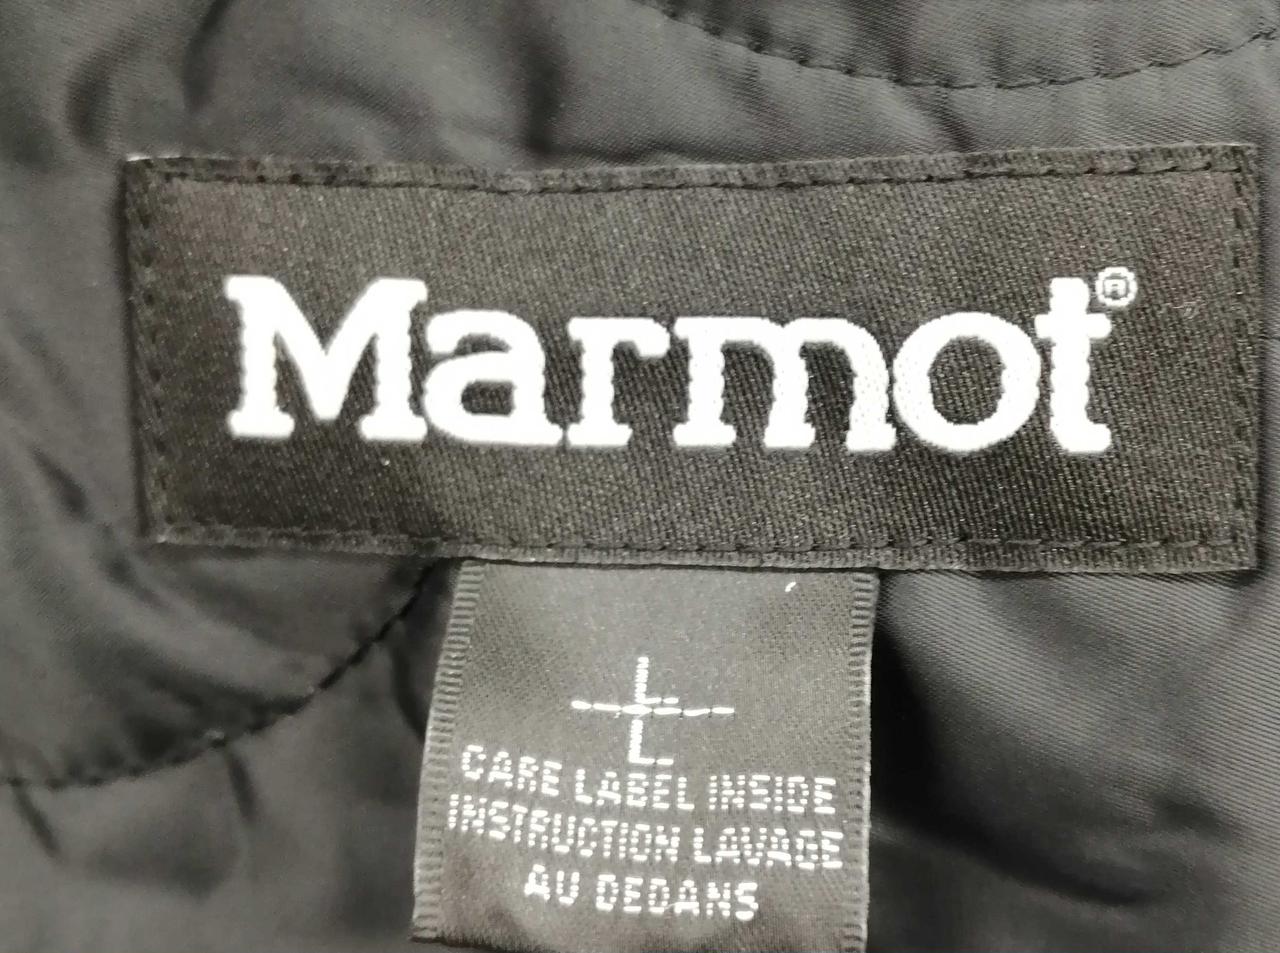 Marmot®
L
L
CARE LABEL INSIDE
INSTRUCTION LAVAGE
AU DEDANS